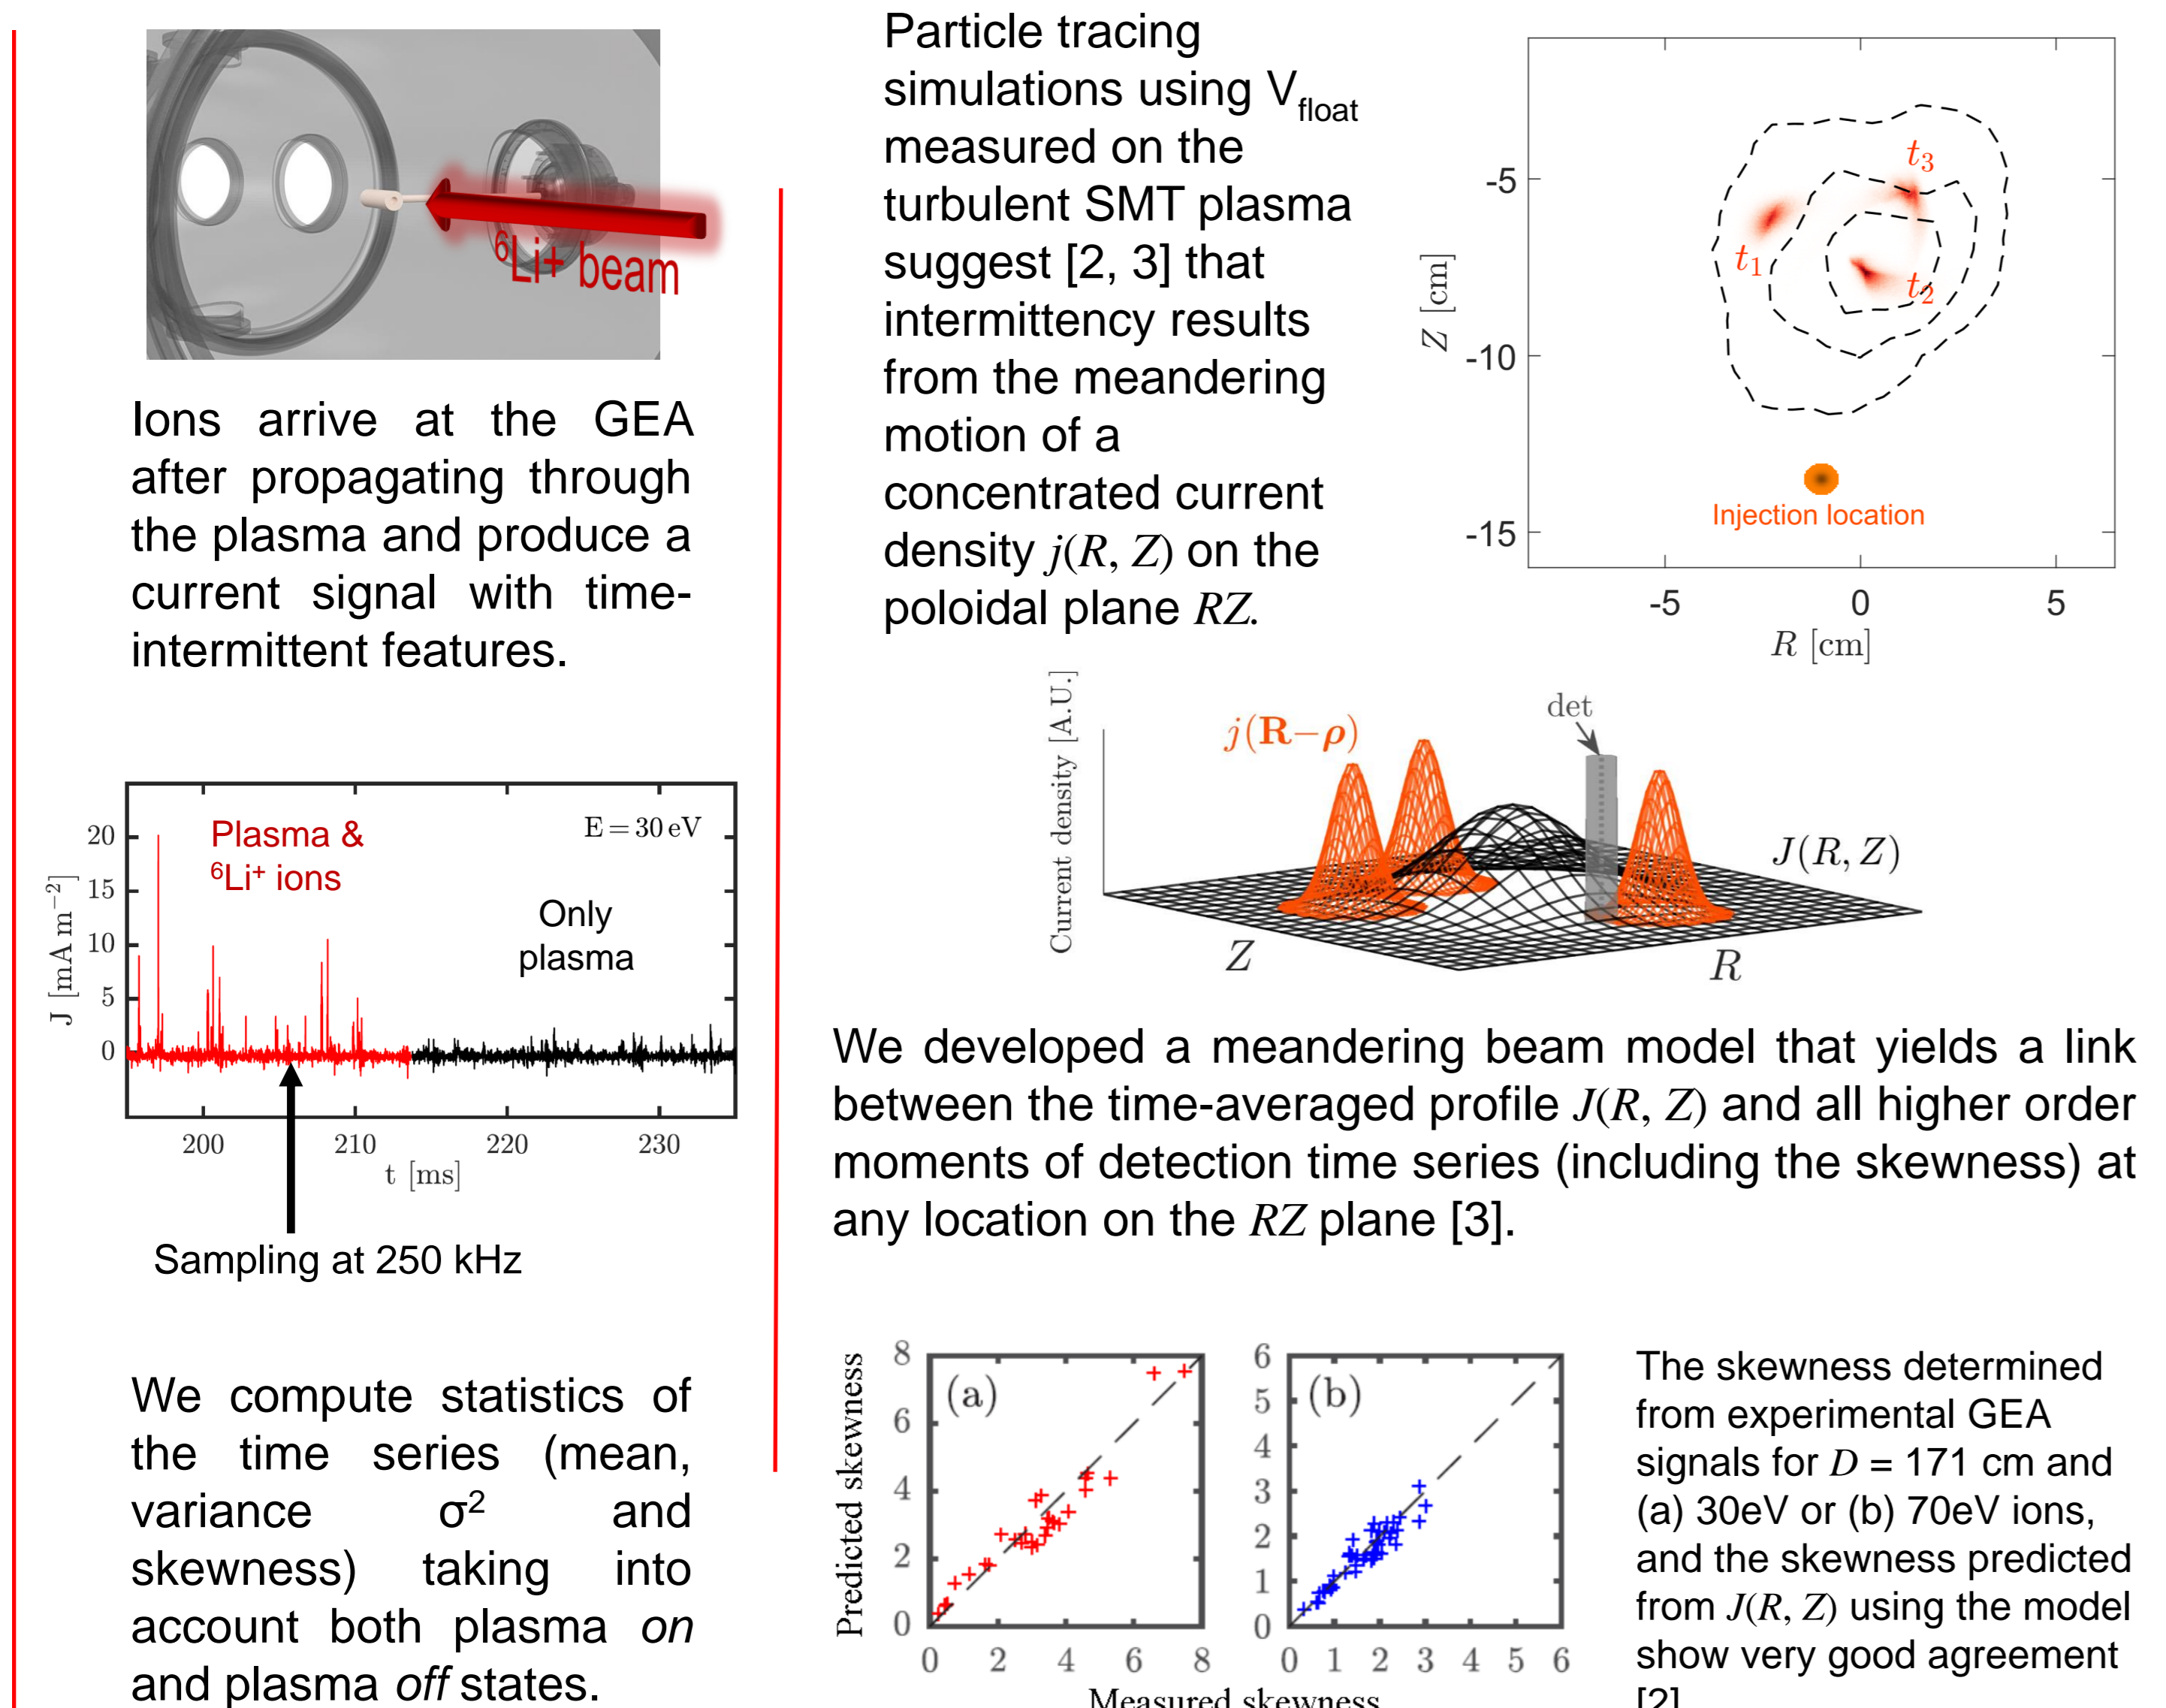 ⁶Li+ beam
Ions arrive at the GEA
after propagating through
the plasma and produce a
current signal with time-
intermittent features.
20
15
10
5
0
J [mA m⁻²]
Plasma &
⁶Li⁺ ions
E = 30 eV
Only
plasma
200 210 220 230
t [ms]
Sampling at 250 kHz
We compute statistics of
the time series (mean,
variance σ² and
skewness) taking into
account both plasma on
and plasma off states.
Particle tracing
simulations using V_float
measured on the
turbulent SMT plasma
suggest [2, 3] that
intermittency results
from the meandering
motion of a
concentrated current
density j(R, Z) on the
poloidal plane RZ.
-5
-10
-15
Z [cm]
t₃
t₁
t₂
Injection location
-5 0 5
R [cm]
Current density [A.U.]
j(R−ρ)
det
J(R, Z)
Z
R
We developed a meandering beam model that yields a link
between the time-averaged profile J(R, Z) and all higher order
moments of detection time series (including the skewness) at
any location on the RZ plane [3].
Predicted skewness
8
6
4
2
0
(a)
0 2 4 6 8
6
5
4
3
2
1
0
(b)
0 1 2 3 4 5 6
Measured skewness
The skewness determined
from experimental GEA
signals for D = 171 cm and
(a) 30eV or (b) 70eV ions,
and the skewness predicted
from J(R, Z) using the model
show very good agreement
[2]